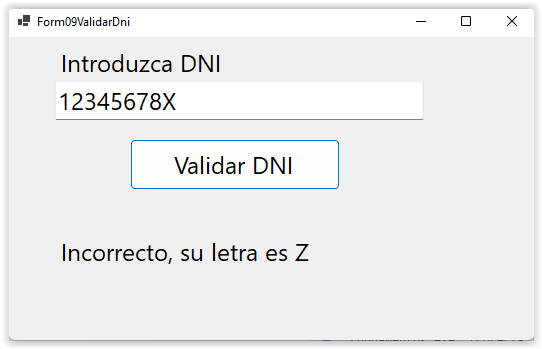 Form09ValidarDni
Introduzca DNI
12345678X
Validar DNI
Incorrecto, su letra es Z